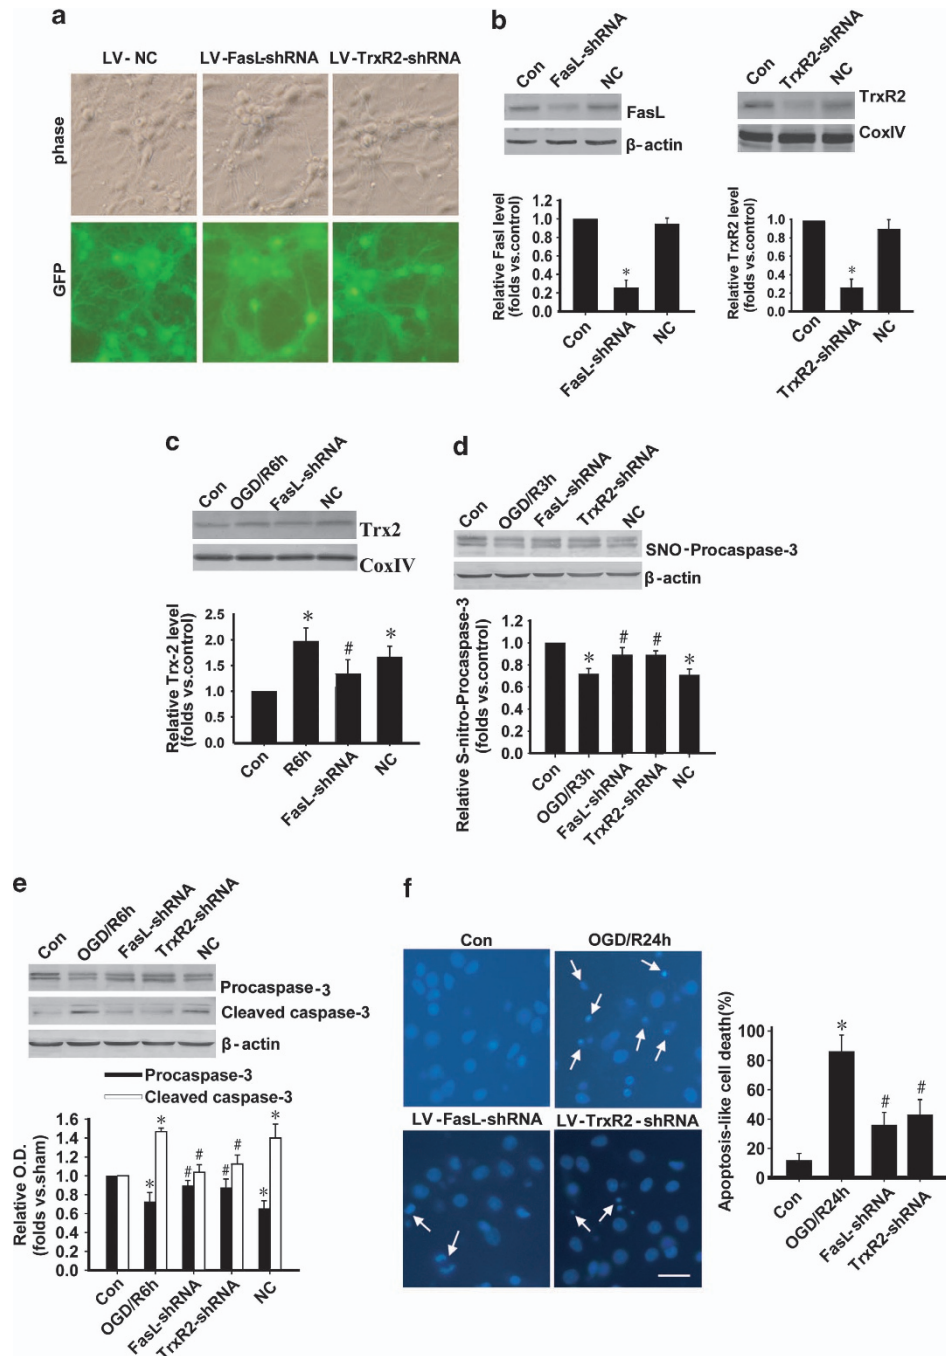 a
LV- NC
LV-FasL-shRNA
LV-TrxR2-shRNA
phase
GFP
b
Con
FasL-shRNA
NC
FasL
β-actin
Relative Fasl level
(folds vs.control)
1.2
1.0
0.8
0.6
0.4
0.2
0.0
*
Con
FasL-shRNA
NC
Con
TrxR2-shRNA
NC
TrxR2
CoxIV
Relative TrxR2 level
(folds vs.control)
1.2
1.0
0.8
0.6
0.4
0.2
0.0
*
Con
TrxR2-shRNA
NC
c
Con
OGD/R6h
FasL-shRNA
NC
Trx2
CoxIV
Relative Trx-2 level
(folds vs.control)
2.5
2.0
1.5
1.0
0.5
0.0
*
#
*
Con
R6h
FasL-shRNA
NC
d
Con
OGD/R3h
FasL-shRNA
TrxR2-shRNA
NC
SNO-Procaspase-3
β-actin
Relative S-nitro-Procaspase-3
(folds vs.control)
1.2
1.0
0.8
0.6
0.4
0.2
0.0
*
#
#
*
Con
OGD/R3h
FasL-shRNA
TrxR2-shRNA
NC
e
Con
OGD/R6h
FasL-shRNA
TrxR2-shRNA
NC
Procaspase-3
Cleaved caspase-3
β-actin
Procaspase-3
Cleaved caspase-3
Relative O.D.
(folds vs.sham)
1.6
1.4
1.2
1.0
0.8
0.6
0.4
0.2
0.0
*
*
#
#
#
#
*
*
Con
OGD/R6h
FasL-shRNA
TrxR2-shRNA
NC
f
Con
OGD/R24h
LV-FasL-shRNA
LV-TrxR2-shRNA
Apoptosis-like cell death(%)
100
80
60
40
20
0
*
#
#
Con
OGD/R24h
FasL-shRNA
TrxR2-shRNA